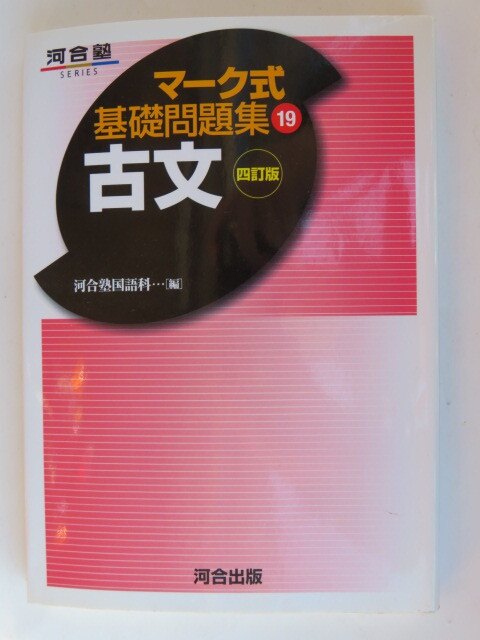 河合塾
SERIES
マーク式
基礎問題集 19
古文 四訂版
河合塾国語科…[編]
河合出版